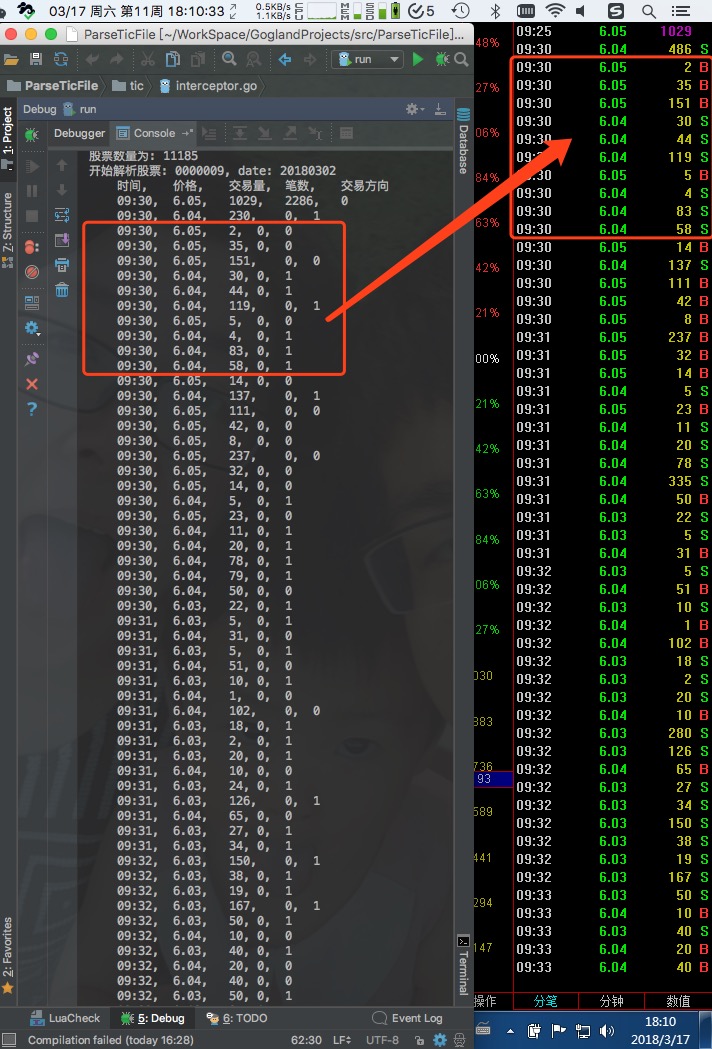 03/17 周六 第11周 18:10:33
0.5KB/s
1.1KB/s
5
ParseTicFile [~/WorkSpace/GoglandProjects/src/ParseTicFile]...
run
ParseTicFile
tic
interceptor.go
Debug
run
Debugger
Console
1: Project
Z: Structure
2: Favorites
Database
Terminal
股票数量为: 11185
开始解析股票: 0000009, date: 20180302
时间, 价格, 交易量, 笔数, 交易方向
09:30, 6.05, 1029, 2286, 0
09:30, 6.04, 230, 0, 1
09:30, 6.05, 2, 0, 0
09:30, 6.05, 35, 0, 0
09:30, 6.05, 151, 0, 0
09:30, 6.04, 30, 0, 1
09:30, 6.04, 44, 0, 1
09:30, 6.04, 119, 0, 1
09:30, 6.05, 5, 0, 0
09:30, 6.04, 4, 0, 1
09:30, 6.04, 83, 0, 1
09:30, 6.04, 58, 0, 1
09:30, 6.05, 14, 0, 0
09:30, 6.04, 137, 0, 1
09:30, 6.05, 111, 0, 0
09:30, 6.05, 42, 0, 0
09:30, 6.05, 8, 0, 0
09:30, 6.05, 237, 0, 0
09:30, 6.05, 32, 0, 0
09:30, 6.05, 14, 0, 0
09:30, 6.04, 5, 0, 1
09:30, 6.05, 23, 0, 0
09:30, 6.04, 11, 0, 1
09:30, 6.04, 20, 0, 1
09:30, 6.04, 78, 0, 1
09:30, 6.04, 79, 0, 1
09:30, 6.04, 50, 0, 0
09:30, 6.03, 22, 0, 1
09:31, 6.03, 5, 0, 1
09:31, 6.04, 31, 0, 0
09:31, 6.03, 5, 0, 1
09:31, 6.04, 51, 0, 0
09:31, 6.03, 10, 0, 1
09:31, 6.04, 1, 0, 0
09:31, 6.04, 102, 0, 0
09:31, 6.03, 18, 0, 1
09:31, 6.03, 2, 0, 1
09:31, 6.03, 20, 0, 1
09:31, 6.04, 10, 0, 0
09:31, 6.03, 24, 0, 1
09:31, 6.03, 126, 0, 1
09:31, 6.04, 65, 0, 0
09:31, 6.03, 27, 0, 1
09:31, 6.03, 34, 0, 1
09:32, 6.03, 150, 0, 1
09:32, 6.03, 38, 0, 1
09:32, 6.03, 19, 0, 1
09:32, 6.03, 167, 0, 1
09:32, 6.03, 50, 0, 1
09:32, 6.04, 10, 0, 0
09:32, 6.03, 40, 0, 1
09:32, 6.04, 20, 0, 0
09:32, 6.04, 40, 0, 0
09:32, 6.03, 50, 0, 1
LuaCheck
5: Debug
6: TODO
Event Log
Compilation failed (today 16:28)
62:30
LF
UTF-8
48%
27%
06%
84%
63%
42%
21%
00%
21%
42%
63%
84%
06%
27%
030
883
736
93
589
441
294
147
操作
09:25 6.05 1029
09:30 6.04 486 S
09:30 6.05 2 B
09:30 6.05 35 B
09:30 6.05 151 B
09:30 6.04 30 S
09:30 6.04 44 S
09:30 6.04 119 S
09:30 6.05 5 B
09:30 6.04 4 S
09:30 6.04 83 S
09:30 6.04 58 S
09:30 6.05 14 B
09:30 6.04 137 S
09:30 6.05 111 B
09:30 6.05 42 B
09:30 6.05 8 B
09:31 6.05 237 B
09:31 6.05 32 B
09:31 6.05 14 B
09:31 6.04 5 S
09:31 6.05 23 B
09:31 6.04 11 S
09:31 6.04 20 S
09:31 6.04 78 S
09:31 6.04 335 S
09:31 6.04 50 B
09:31 6.03 22 S
09:31 6.03 5 S
09:31 6.04 31 B
09:32 6.03 5 S
09:32 6.04 51 B
09:32 6.03 10 S
09:32 6.04 1 B
09:32 6.04 102 B
09:32 6.03 18 S
09:32 6.03 2 S
09:32 6.03 20 S
09:32 6.04 10 B
09:32 6.03 280 S
09:32 6.03 126 S
09:32 6.04 65 B
09:32 6.03 27 S
09:32 6.03 34 S
09:32 6.03 150 S
09:32 6.03 38 S
09:32 6.03 19 S
09:32 6.03 167 S
09:33 6.03 50 S
09:33 6.04 10 B
09:33 6.03 40 S
09:33 6.04 20 B
09:33 6.04 40 B
分笔 分钟 数值
18:10
2018/3/17